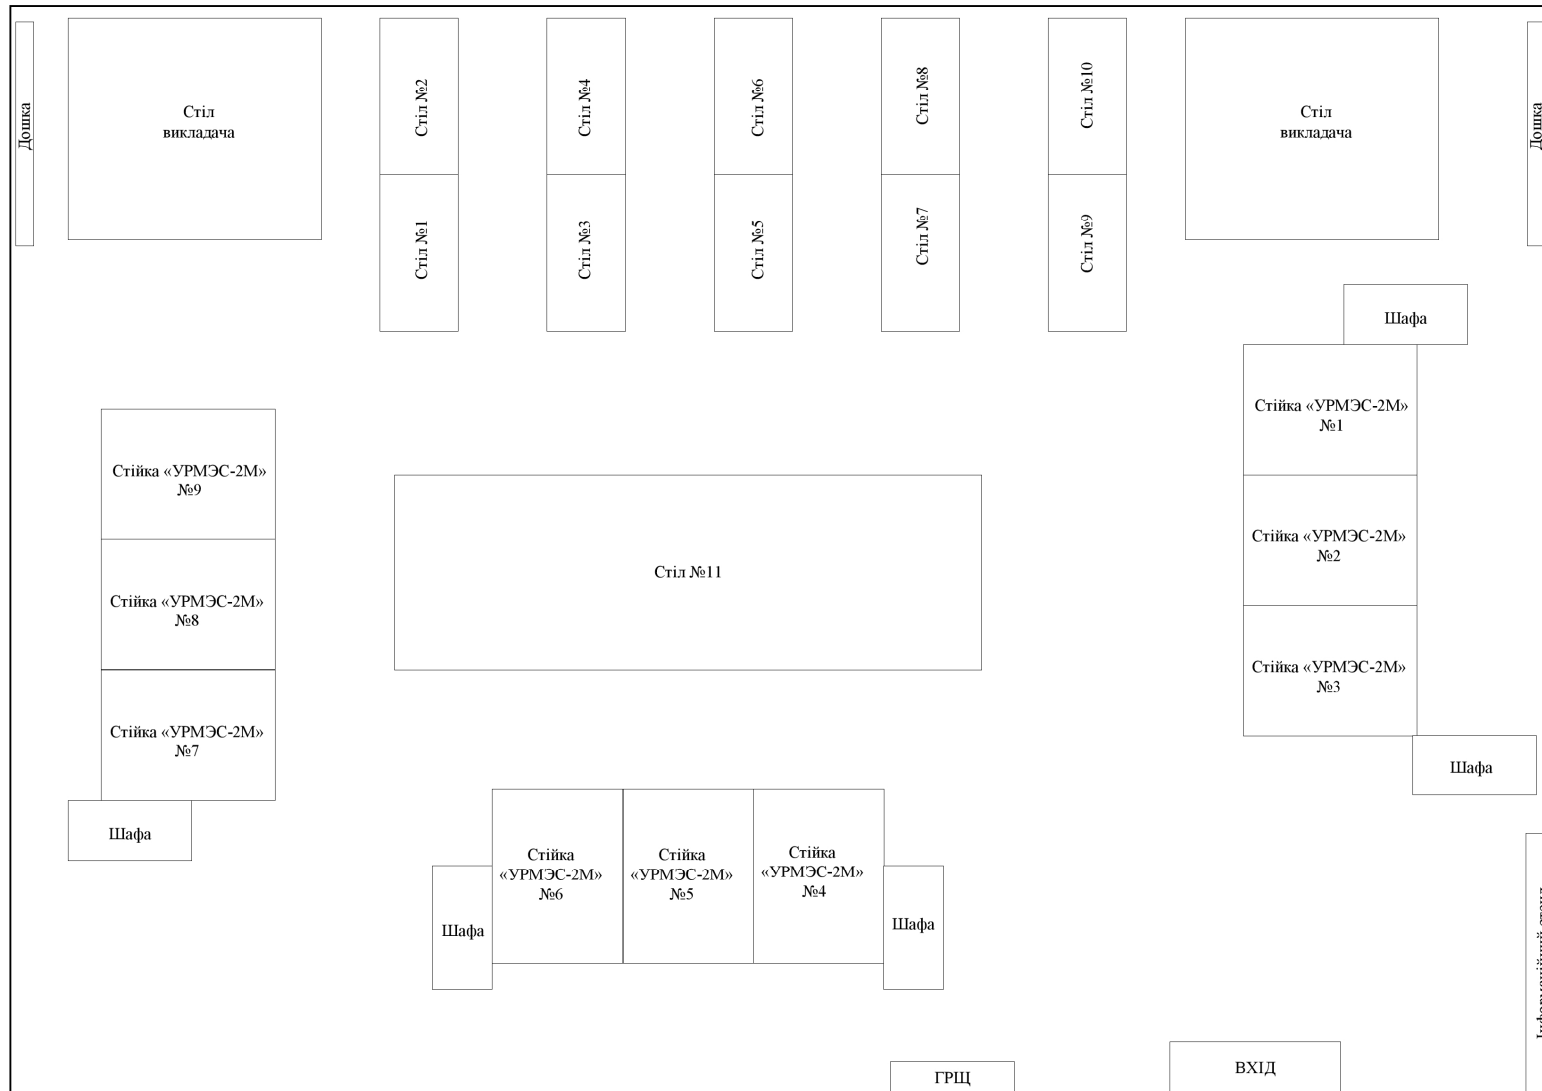 Дошка
Стіл
викладача
Стіл №2
Стіл №4
Стіл №6
Стіл №8
Стіл №10
Стіл
викладача
Дошка
Стіл №1
Стіл №3
Стіл №5
Стіл №7
Стіл №9
Шафа
Стійка «УРМЭС-2М»
№1
Стійка «УРМЭС-2М»
№9
Стійка «УРМЭС-2М»
№2
Стіл №11
Стійка «УРМЭС-2М»
№8
Стійка «УРМЭС-2М»
№3
Стійка «УРМЭС-2М»
№7
Шафа
Шафа
Стійка
«УРМЭС-2М»
№6
Стійка
«УРМЭС-2М»
№5
Стійка
«УРМЭС-2М»
№4
Шафа
Шафа
Інформаційний стенд
ГРЩ
ВХІД